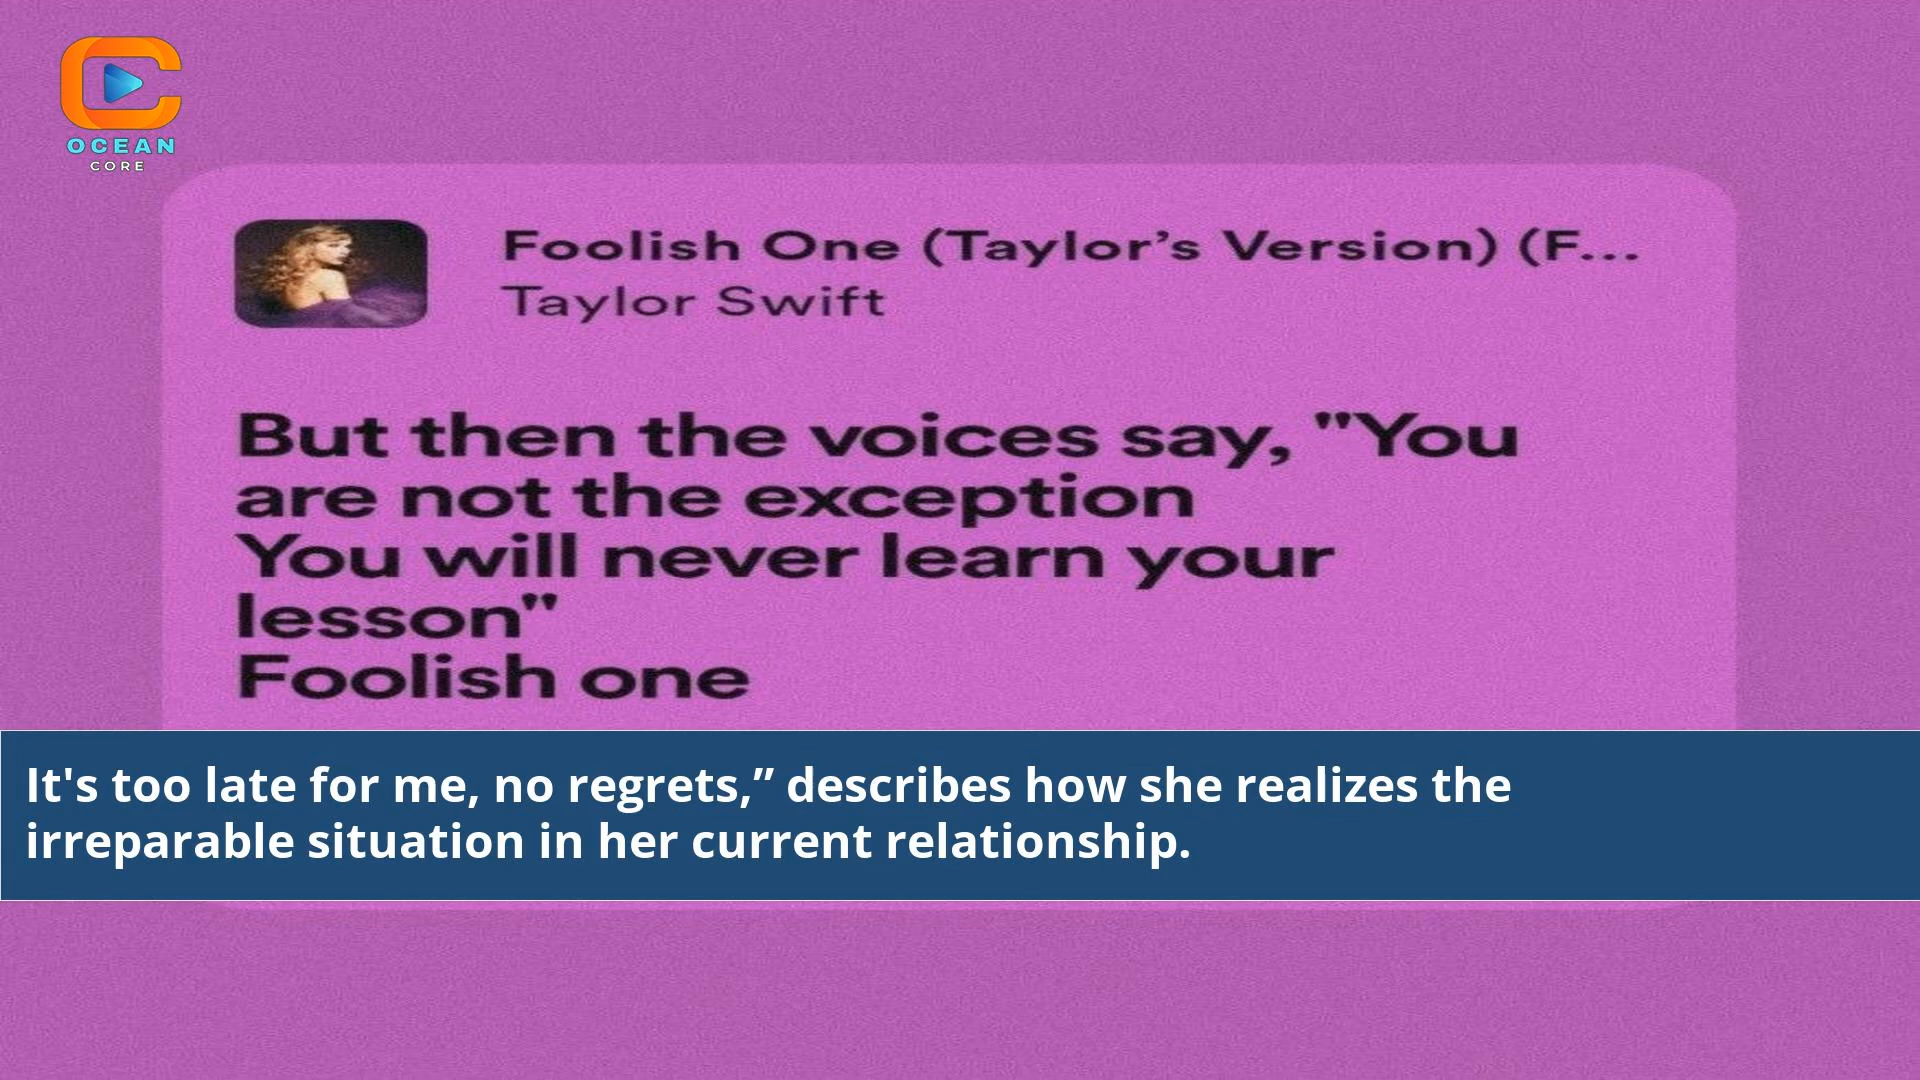 OCEAN
CORE
Foolish One (Taylor’s Version) (F...
Taylor Swift
But then the voices say, "You
are not the exception
You will never learn your
lesson"
Foolish one
It's too late for me, no regrets,” describes how she realizes the
irreparable situation in her current relationship.